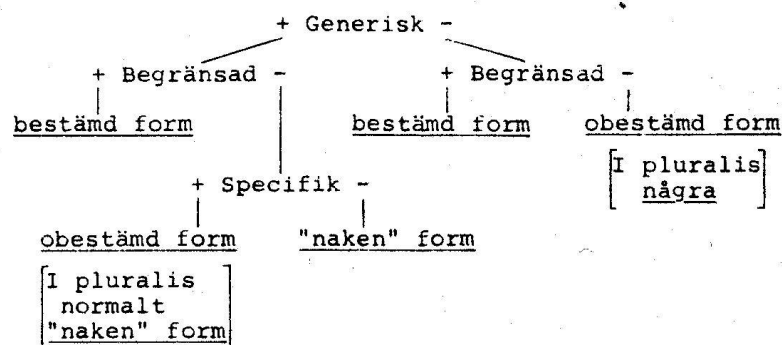 + Generisk -
+ Begränsad - + Begränsad -
bestämd form bestämd form obestämd form
[I pluralis
några]
+ Specifik -
obestämd form "naken" form
[I pluralis
normalt
"naken" form]